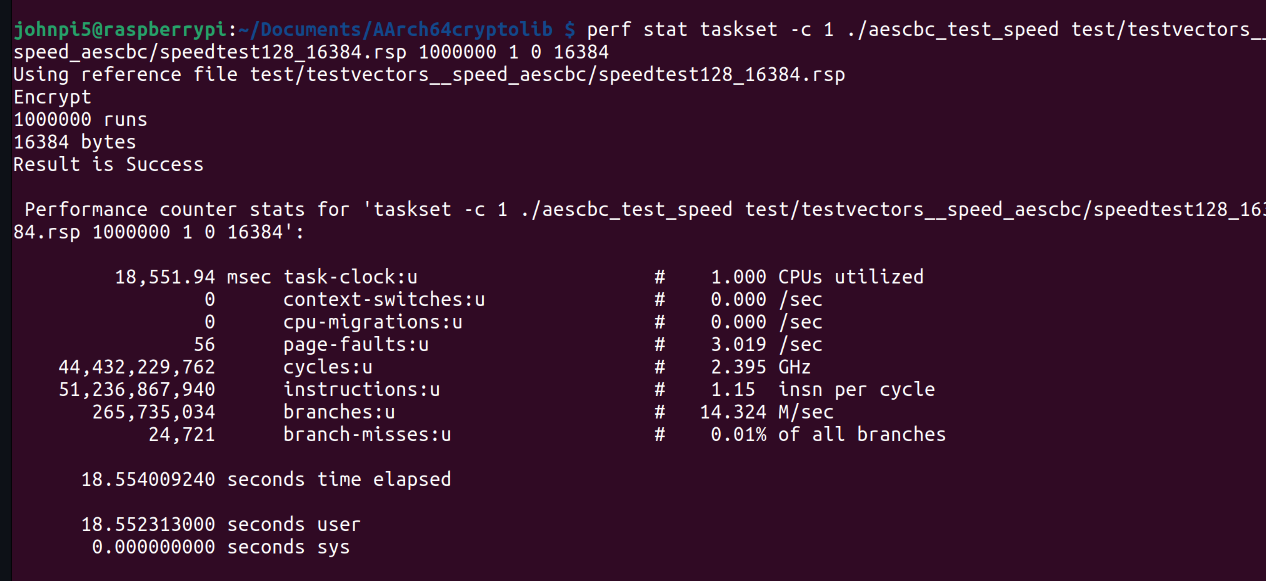 johnpi5@raspberrypi:~/Documents/AArch64cryptolib $ perf stat taskset -c 1 ./aescbc_test_speed test/testvectors__
speed_aescbc/speedtest128_16384.rsp 1000000 1 0 16384
Using reference file test/testvectors__speed_aescbc/speedtest128_16384.rsp
Encrypt
1000000 runs
16384 bytes
Result is Success
Performance counter stats for 'taskset -c 1 ./aescbc_test_speed test/testvectors__speed_aescbc/speedtest128_163
84.rsp 1000000 1 0 16384':
18,551.94 msec task-clock:u # 1.000 CPUs utilized
0 context-switches:u # 0.000 /sec
0 cpu-migrations:u # 0.000 /sec
56 page-faults:u # 3.019 /sec
44,432,229,762 cycles:u # 2.395 GHz
51,236,867,940 instructions:u # 1.15 insn per cycle
265,735,034 branches:u # 14.324 M/sec
24,721 branch-misses:u # 0.01% of all branches
18.554009240 seconds time elapsed
18.552313000 seconds user
0.000000000 seconds sys